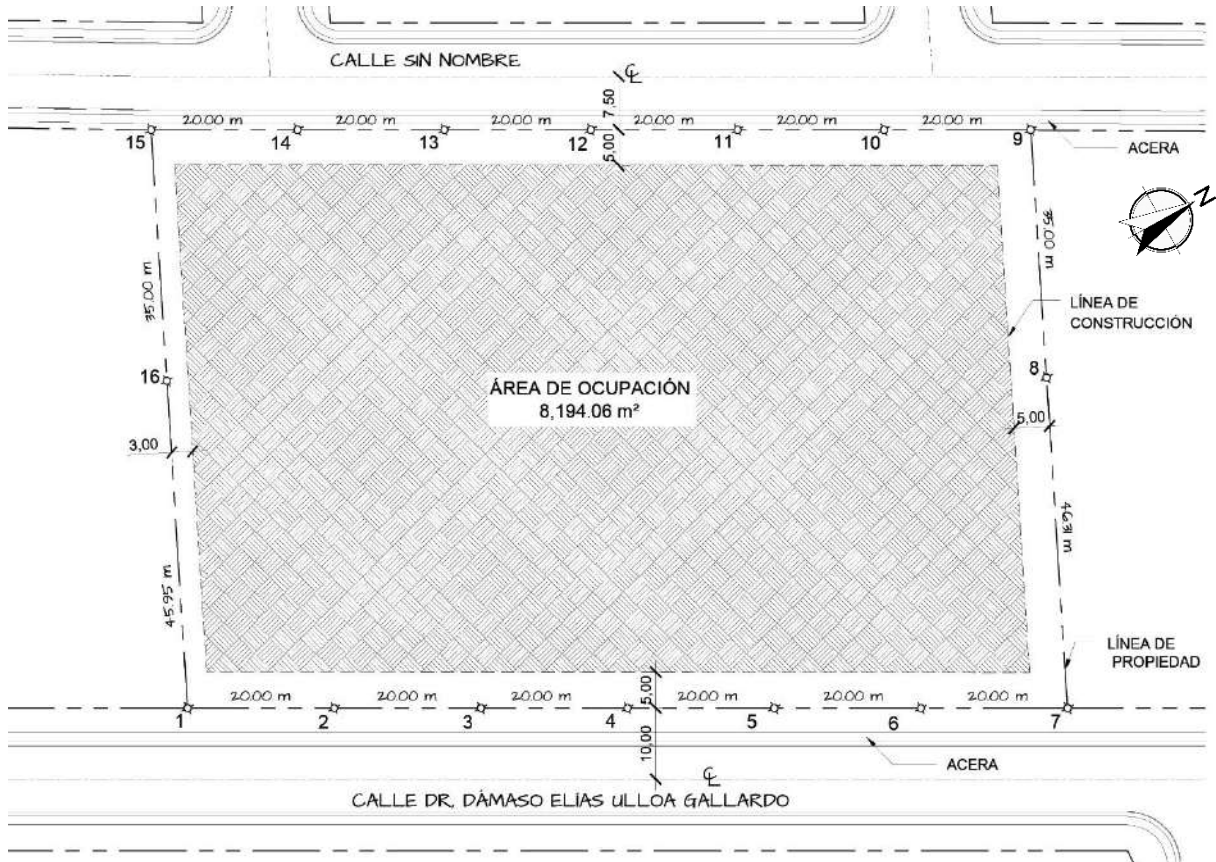 CALLE SIN NOMBRE
℄
7,50
20.00 m
20.00 m
20.00 m
20.00 m
20.00 m
20.00 m
15
14
13
12
11
10
9
5,00
ACERA
N
35.00 m
35.00 m
LÍNEA DE
CONSTRUCCIÓN
16
8
ÁREA DE OCUPACIÓN
8,194.06 m²
5,00
3,00
45.95 m
46.31 m
LÍNEA DE
PROPIEDAD
20.00 m
20.00 m
20.00 m
5,00
20.00 m
20.00 m
20.00 m
1
2
3
4
5
6
7
10,00
ACERA
℄
CALLE DR. DÁMASO ELÍAS ULLOA GALLARDO